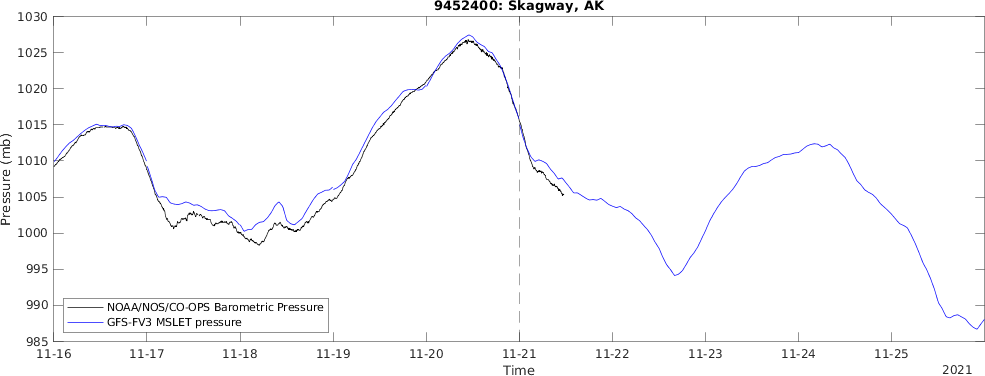 9452400: Skagway, AK
Pressure (mb)
1030
1025
1020
1015
1010
1005
1000
995
990
985
NOAA/NOS/CO-OPS Barometric Pressure
GFS-FV3 MSLET pressure
11-16 11-17 11-18 11-19 11-20 11-21 11-22 11-23 11-24 11-25
Time
2021